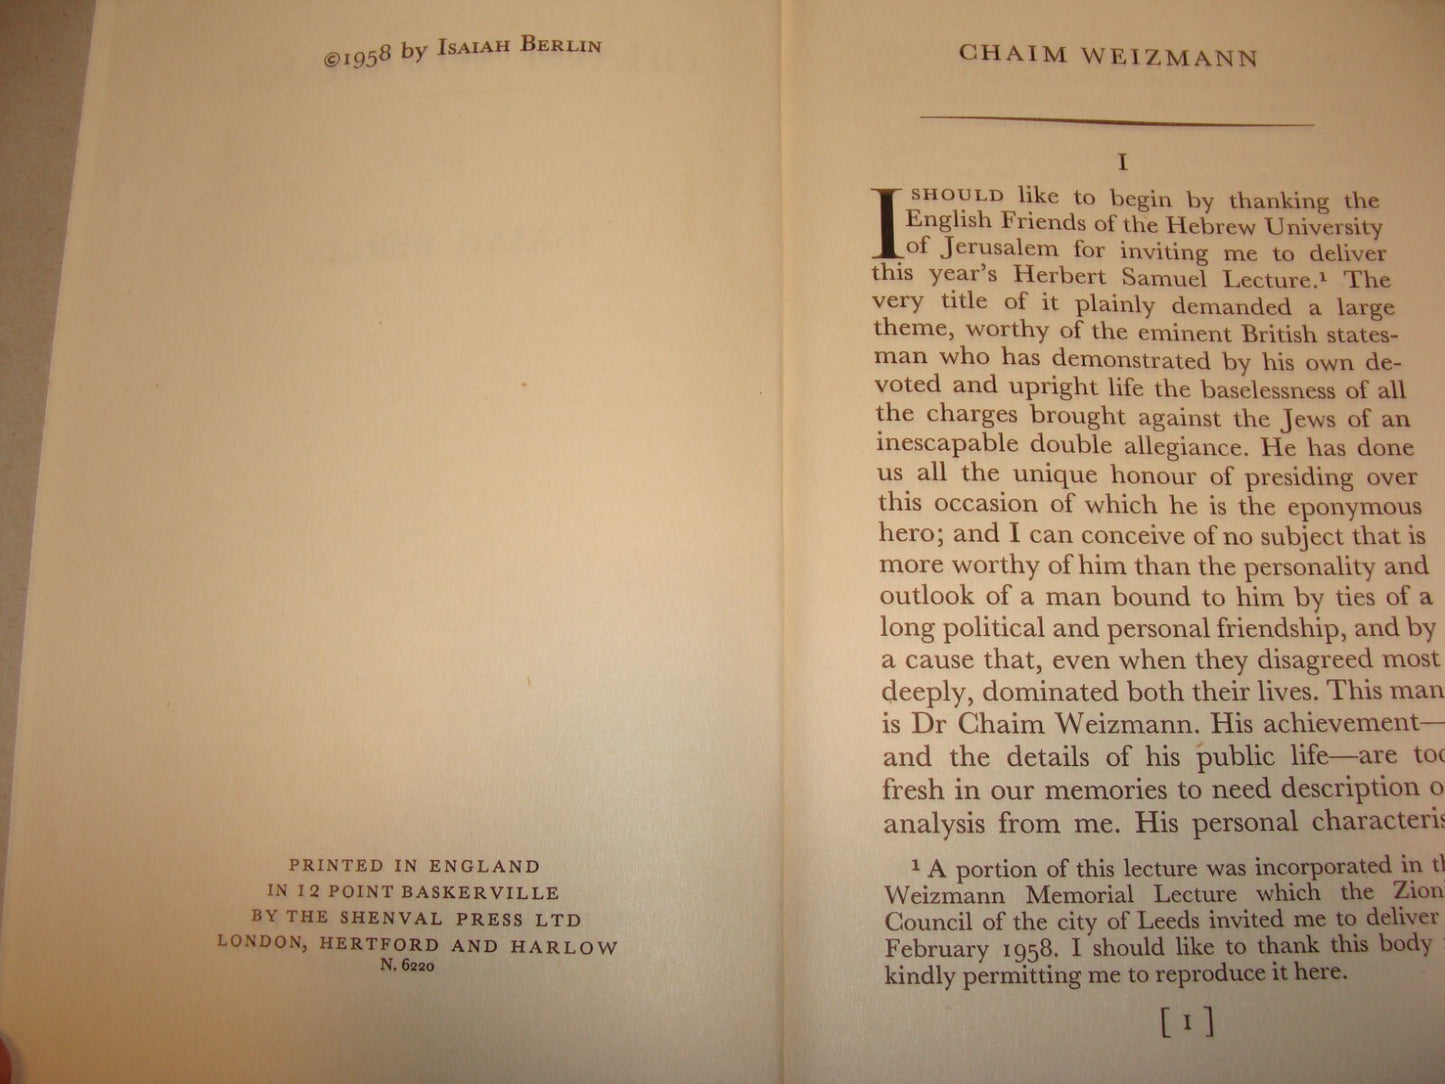 ©1958 by ISAIAH BERLIN
PRINTED IN ENGLAND
IN 12 POINT BASKERVILLE
BY THE SHENVAL PRESS LTD
LONDON, HERTFORD AND HARLOW
N. 6220
CHAIM WEIZMANN
I
I SHOULD like to begin by thanking the
English Friends of the Hebrew University
of Jerusalem for inviting me to deliver
this year's Herbert Samuel Lecture.¹ The
very title of it plainly demanded a large
theme, worthy of the eminent British states-
man who has demonstrated by his own de-
voted and upright life the baselessness of all
the charges brought against the Jews of an
inescapable double allegiance. He has done
us all the unique honour of presiding over
this occasion of which he is the eponymous
hero; and I can conceive of no subject that is
more worthy of him than the personality and
outlook of a man bound to him by ties of a
long political and personal friendship, and by
a cause that, even when they disagreed most
deeply, dominated both their lives. This man
is Dr Chaim Weizmann. His achievement—
and the details of his public life—are
fresh in our memories to need description
analysis from me. His personal
¹ A portion of this lecture was incorporated in
Weizmann Memorial Lecture which the
Council of the city of Leeds invited me to deliver
February 1958. I should like to thank this body
kindly permitting me to reproduce it here.
[ 1 ]